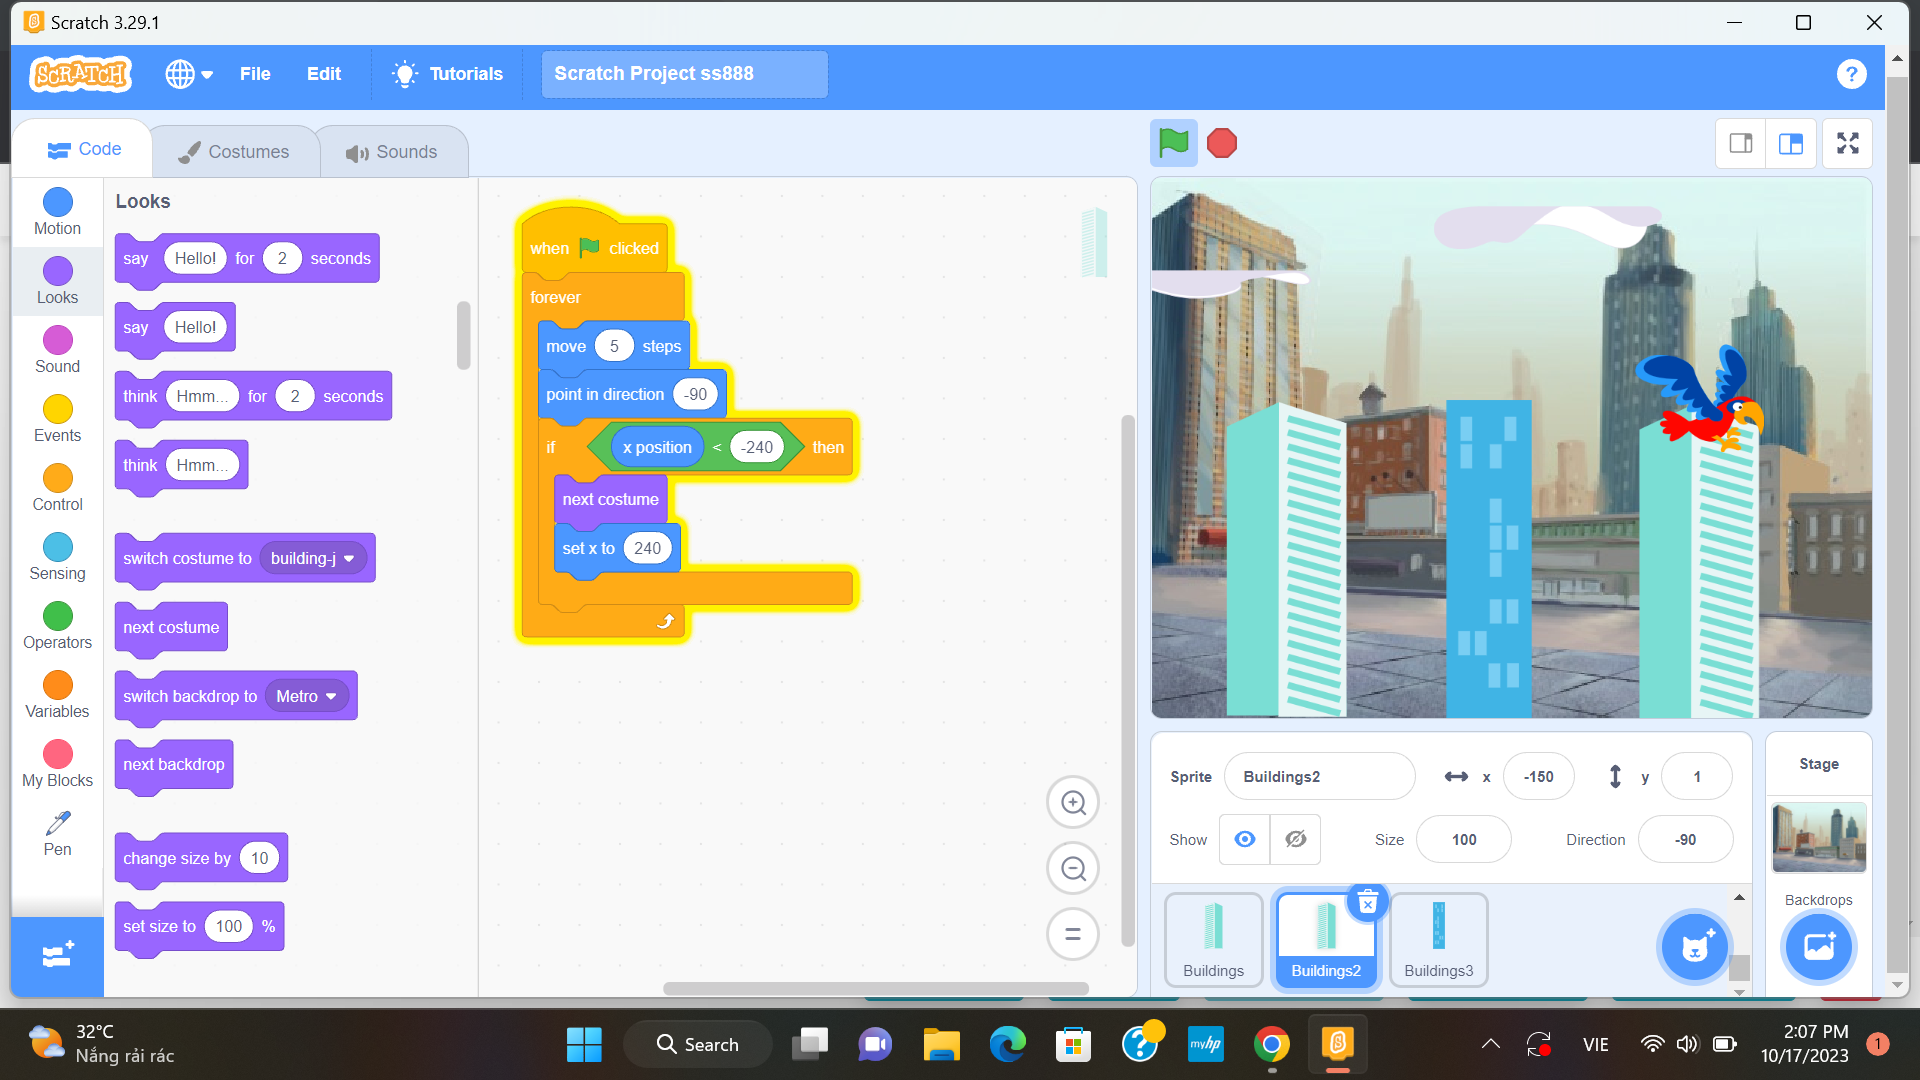 Scratch 3.29.1
SCRATCH
File
Edit
Tutorials
Scratch Project ss888
?
Code
Costumes
Sounds
Motion
Looks
Sound
Events
Control
Sensing
Operators
Variables
My Blocks
Pen
Looks
say Hello! for 2 seconds
say Hello!
think Hmm... for 2 seconds
think Hmm...
switch costume to building-j
next costume
switch backdrop to Metro
next backdrop
change size by 10
set size to 100 %
when clicked
forever
move 5 steps
point in direction -90
if x position < -240 then
next costume
set x to 240
Sprite Buildings2 x -150 y 1
Show Size 100 Direction -90
Buildings
Buildings2
Buildings3
Stage
Backdrops
32°C
Nắng rải rác
Search
myhp
VIE
2:07 PM
10/17/2023
1